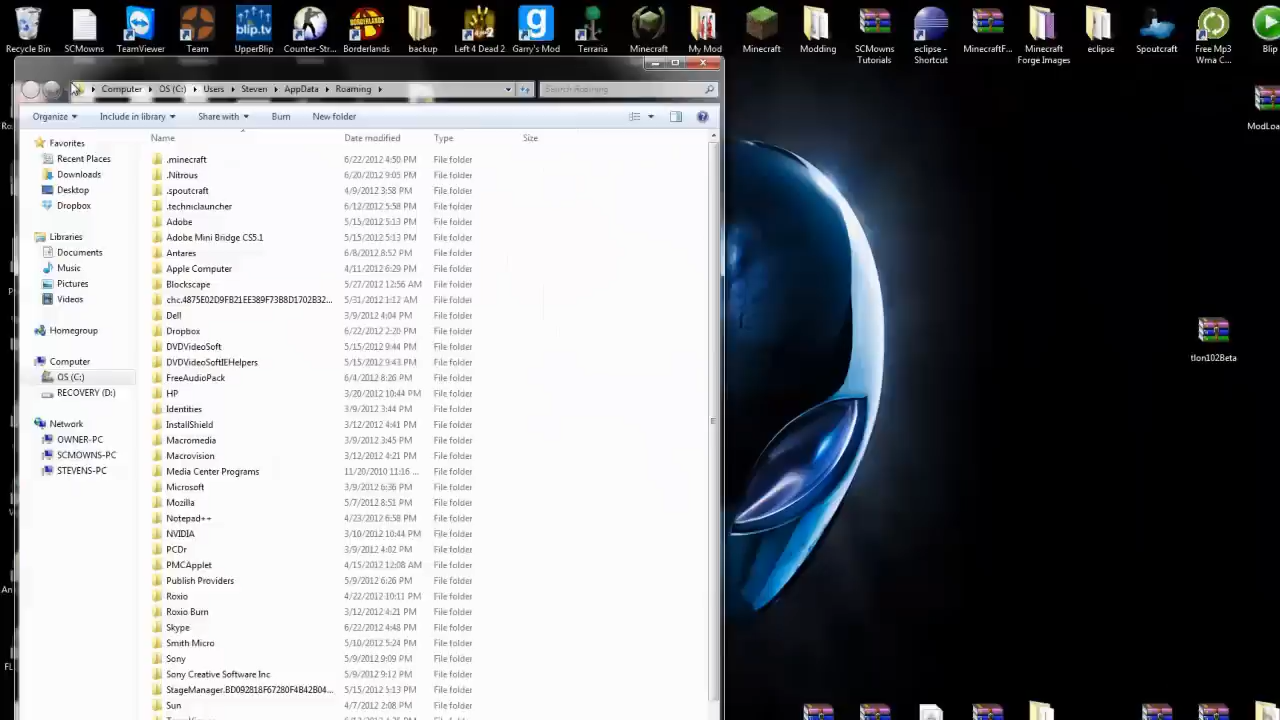 Recycle Bin
SCMowns
TeamViewer
Team
UpperBlip
Counter-Str...
Borderlands
backup
Left 4 Dead 2
Garry's Mod
Terraria
Minecraft
My Mod
Minecraft
Modding
SCMowns Tutorials
eclipse - Shortcut
MinecraftF...
Minecraft Forge Images
eclipse
Spoutcraft
Free Mp3 Wma C...
Blip
Computer
OS (C:)
Users
Steven
AppData
Roaming
Search Roaming
Organize
Include in library
Share with
Burn
New folder
Name
Date modified
Type
Size
Favorites
Recent Places
Downloads
Desktop
Dropbox
Libraries
Documents
Music
Pictures
Videos
Homegroup
Computer
OS (C:)
RECOVERY (D:)
Network
OWNER-PC
SCMOWNS-PC
STEVENS-PC
.minecraft 6/22/2012 4:50 PM File folder
.Nitrous 6/20/2012 9:05 PM File folder
.spoutcraft 4/9/2012 3:58 PM File folder
.techniclauncher 6/12/2012 5:58 PM File folder
Adobe 5/15/2012 5:13 PM File folder
Adobe Mini Bridge CS5.1 5/15/2012 5:13 PM File folder
Antares 6/8/2012 8:52 PM File folder
Apple Computer 4/11/2012 6:29 PM File folder
Blockscape 5/27/2012 12:56 AM File folder
chc.4875E02D9FB21EE389F73B8D1702B32... 5/31/2012 1:12 AM File folder
Dell 3/9/2012 4:04 PM File folder
Dropbox 6/22/2012 2:20 PM File folder
DVDVideoSoft 5/15/2012 9:44 PM File folder
DVDVideoSoftIEHelpers 5/15/2012 9:43 PM File folder
FreeAudioPack 6/4/2012 8:26 PM File folder
HP 3/20/2012 10:44 PM File folder
Identities 3/9/2012 3:44 PM File folder
InstallShield 3/12/2012 4:41 PM File folder
Macromedia 3/9/2012 3:45 PM File folder
Macrovision 3/12/2012 4:21 PM File folder
Media Center Programs 11/20/2010 11:16 ... File folder
Microsoft 3/9/2012 6:36 PM File folder
Mozilla 5/7/2012 8:51 PM File folder
Notepad++ 4/23/2012 6:58 PM File folder
NVIDIA 3/10/2012 10:44 PM File folder
PCDr 3/9/2012 4:02 PM File folder
PMCApplet 4/15/2012 12:08 AM File folder
Publish Providers 5/9/2012 6:26 PM File folder
Roxio 4/22/2012 10:11 PM File folder
Roxio Burn 3/12/2012 4:21 PM File folder
Skype 6/22/2012 4:48 PM File folder
Smith Micro 5/10/2012 5:24 PM File folder
Sony 5/9/2012 9:09 PM File folder
Sony Creative Software Inc 5/9/2012 9:12 PM File folder
StageManager.BD092818F67280F4B42B04... 5/15/2012 5:13 PM File folder
Sun 4/7/2012 2:08 PM File folder
ModLoa
tlon102Beta